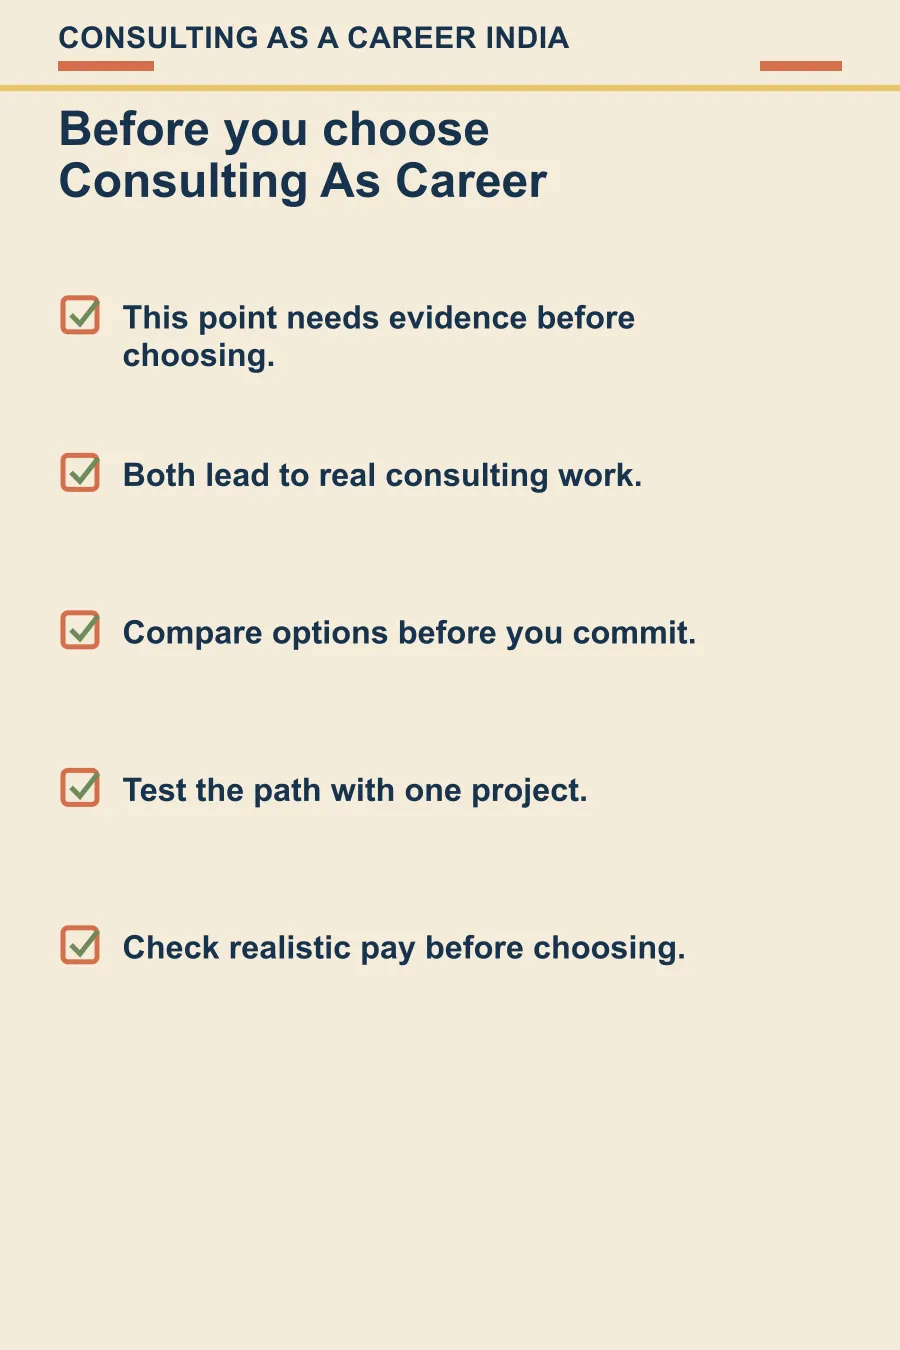 CONSULTING AS A CAREER INDIA
Before you choose
Consulting As Career
This point needs evidence before
choosing.
Both lead to real consulting work.
Compare options before you commit.
Test the path with one project.
Check realistic pay before choosing.